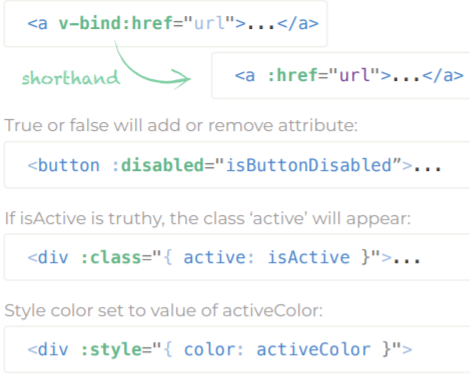 <a v-bind:href="url">...</a>
shorthand
<a :href="url">...</a>
True or false will add or remove attribute:
<button :disabled="isButtonDisabled”>...
If isActive is truthy, the class ‘active’ will appear:
<div :class="{ active: isActive }">...
Style color set to value of activeColor:
<div :style="{ color: activeColor }">